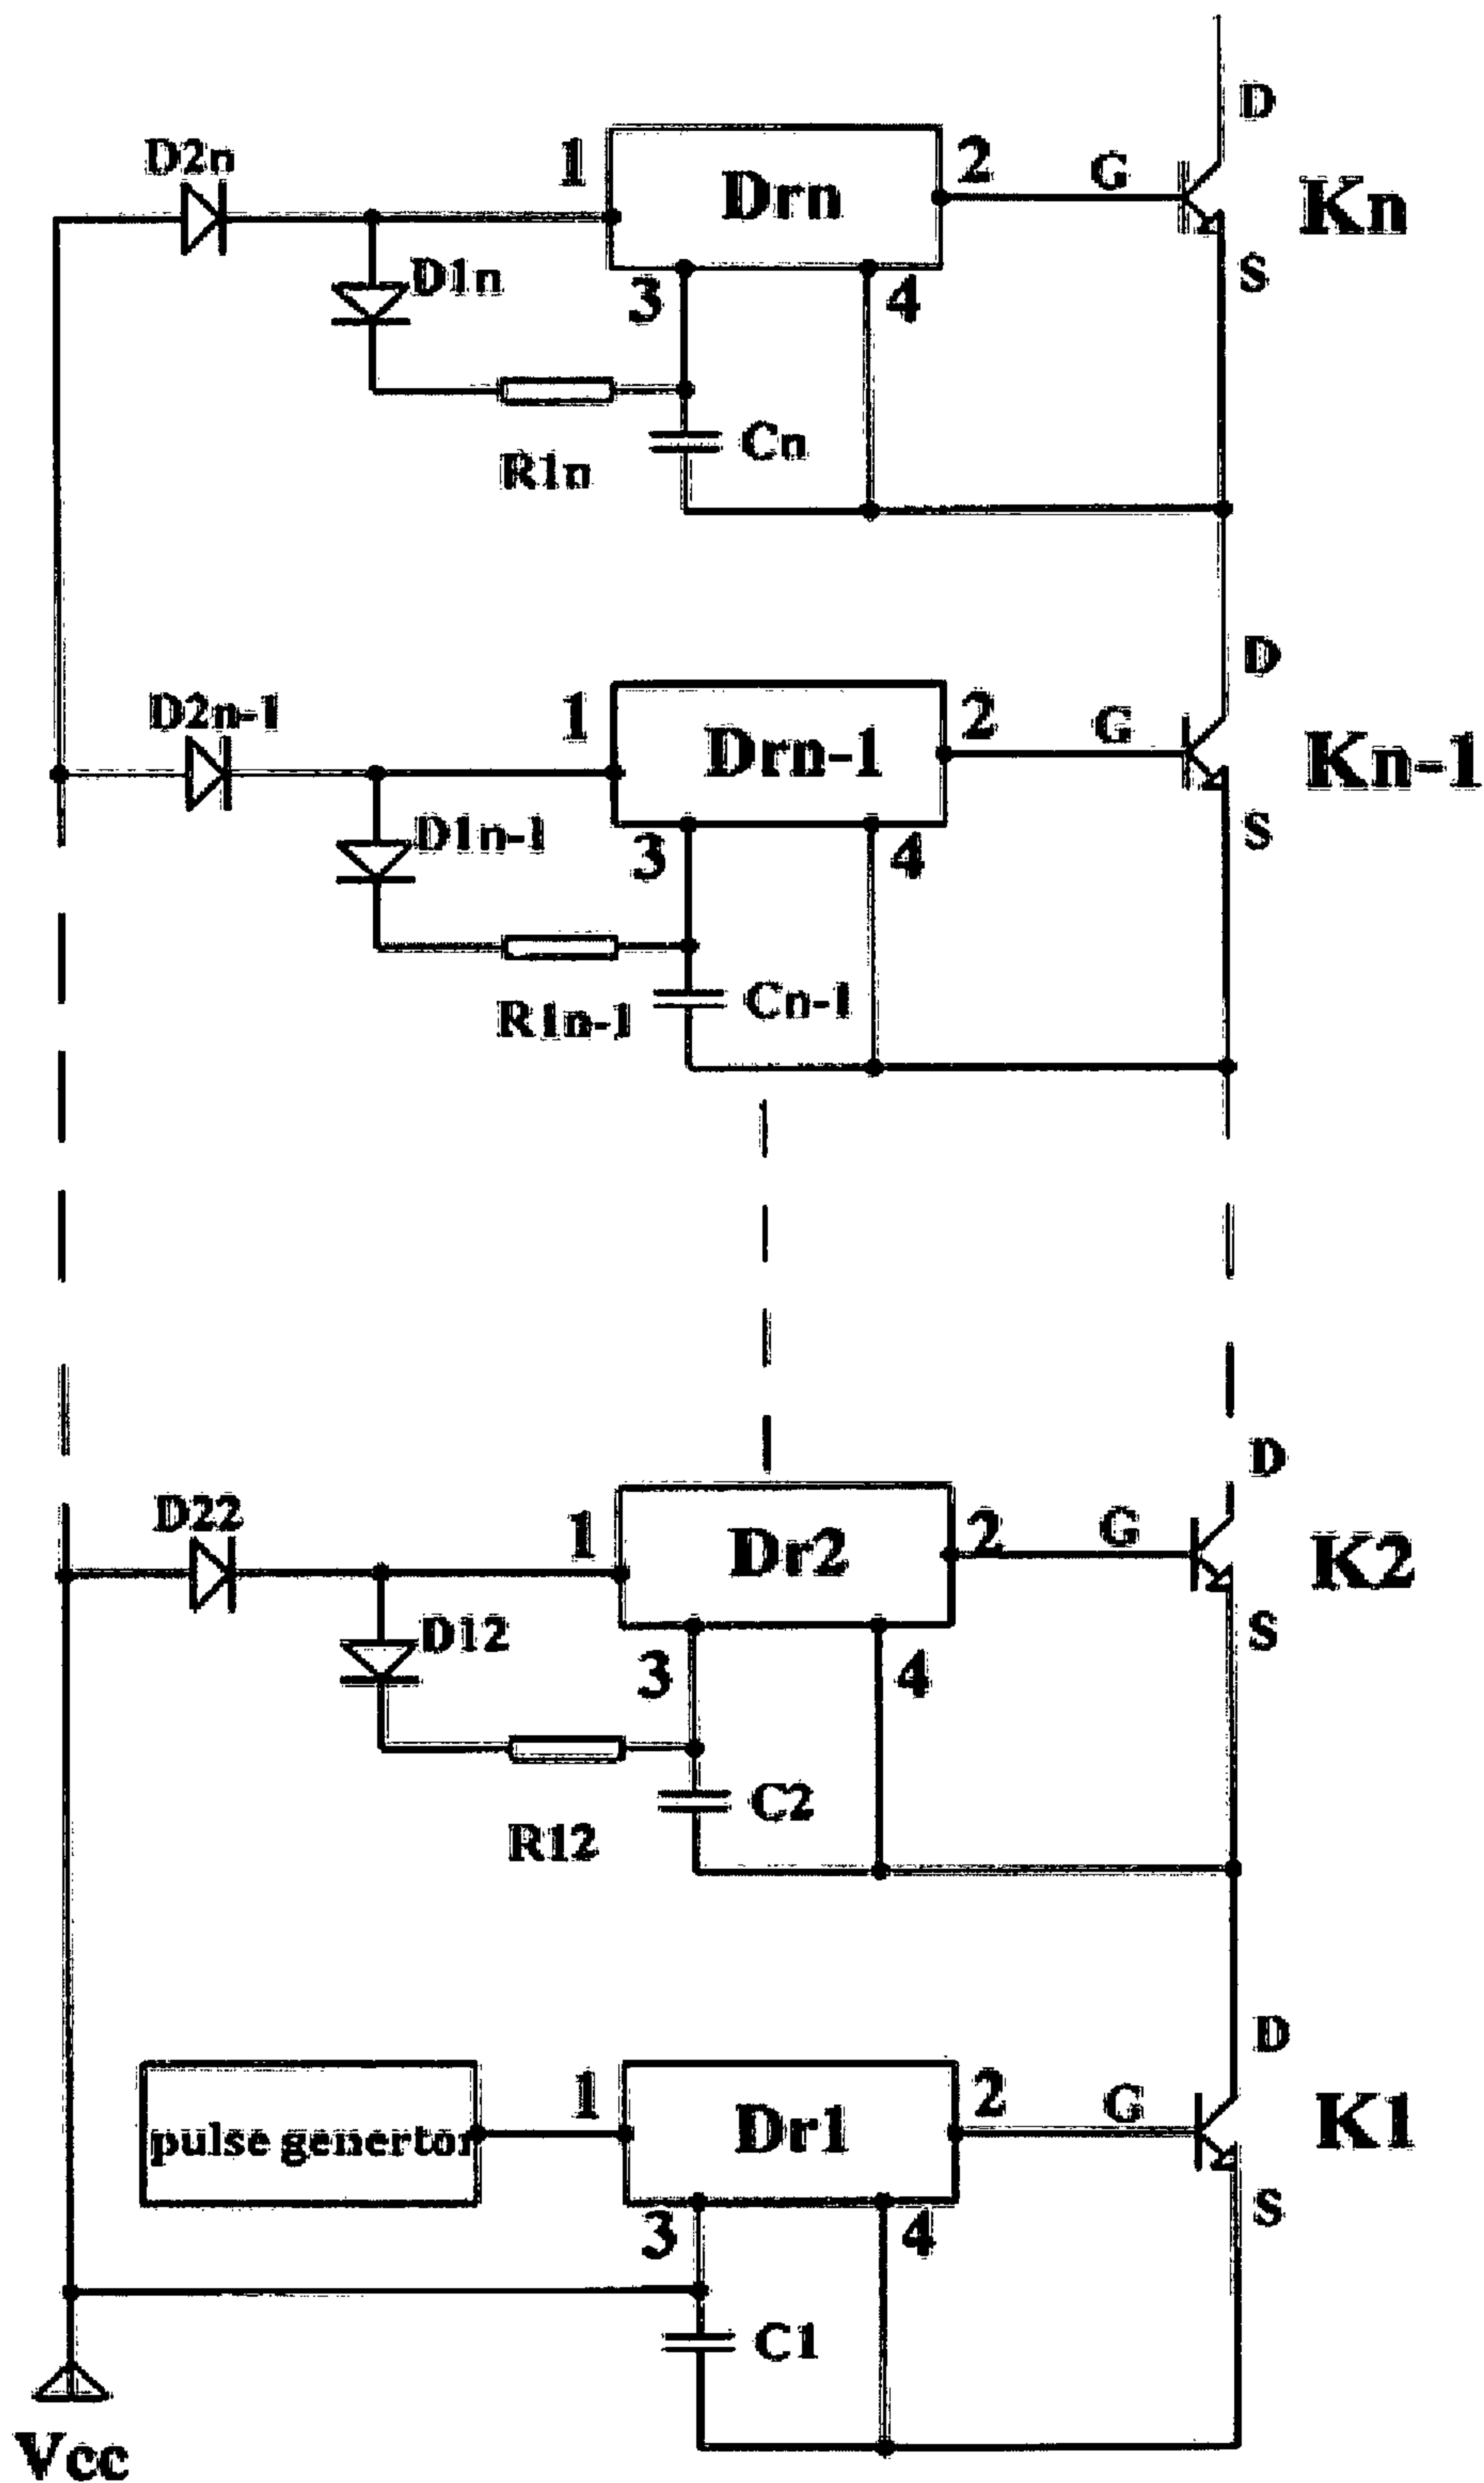 D
D2n
1
Drn
2
G
Kn
D1n
3
4
S
R1n
Cn
D
D2n-1
1
Drn-1
2
G
Kn-1
D1n-1
3
4
S
R1n-1
Cn-1
D
D22
1
Dr2
2
G
K2
D12
3
4
S
R12
C2
D
pulse genertor
1
Dr1
2
G
K1
3
4
S
C1
Vcc